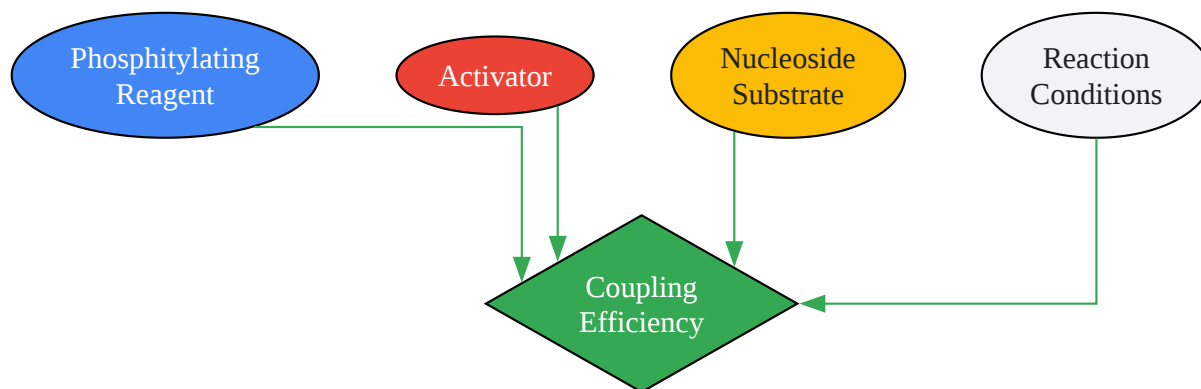 Phosphitylating
Reagent
Activator
Nucleoside
Substrate
Reaction
Conditions
Coupling
Efficiency